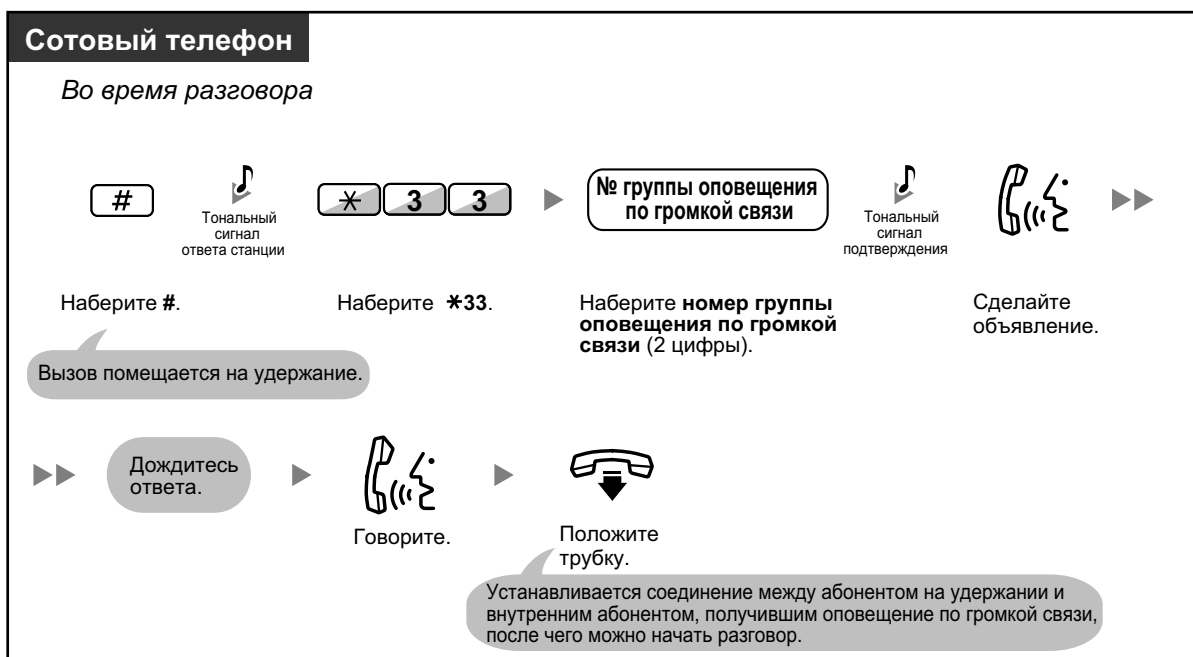 Сотовый телефон
Во время разговора
#
Тональный
сигнал
ответа станции
✳ 3 3
№ группы оповещения
по громкой связи
Тональный
сигнал
подтверждения
Наберите #.
Наберите ✳33.
Наберите номер группы
оповещения по громкой
связи (2 цифры).
Сделайте
объявление.
Вызов помещается на удержание.
Дождитесь
ответа.
Говорите.
Положите
трубку.
Устанавливается соединение между абонентом на удержании и
внутренним абонентом, получившим оповещение по громкой связи,
после чего можно начать разговор.